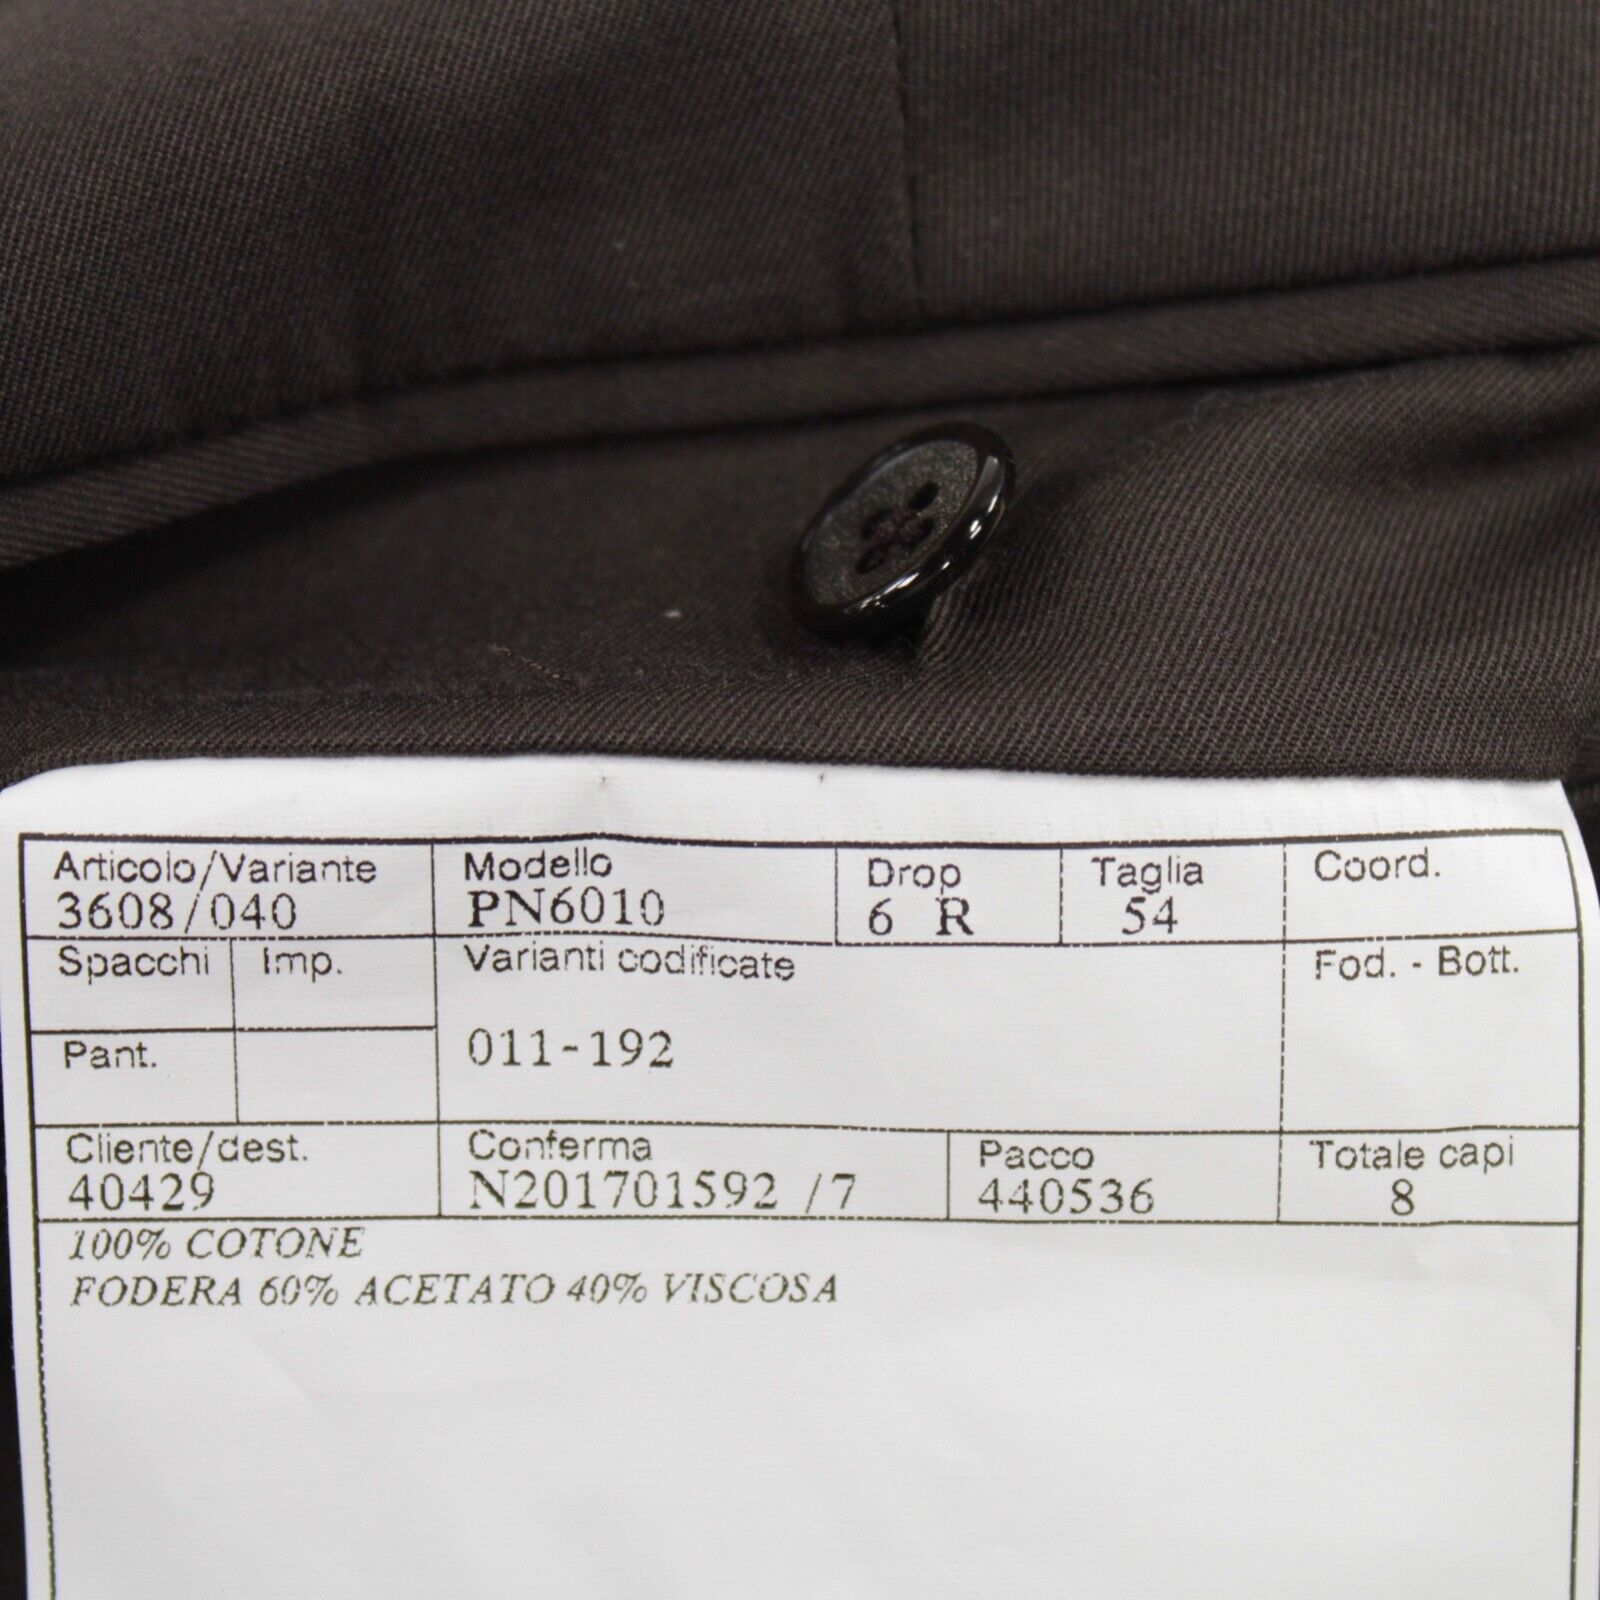 Articolo/Variante Modello Drop Taglia Coord.
3608/040 PN6010 6 R 54
Spacchi Imp. Varianti codificate Fod. - Bott.
Pant. 011-192
Cliente/dest. Conferma Pacco Totale capi
40429 N201701592 /7 440536 8
100% COTONE
FODERA 60% ACETATO 40% VISCOSA